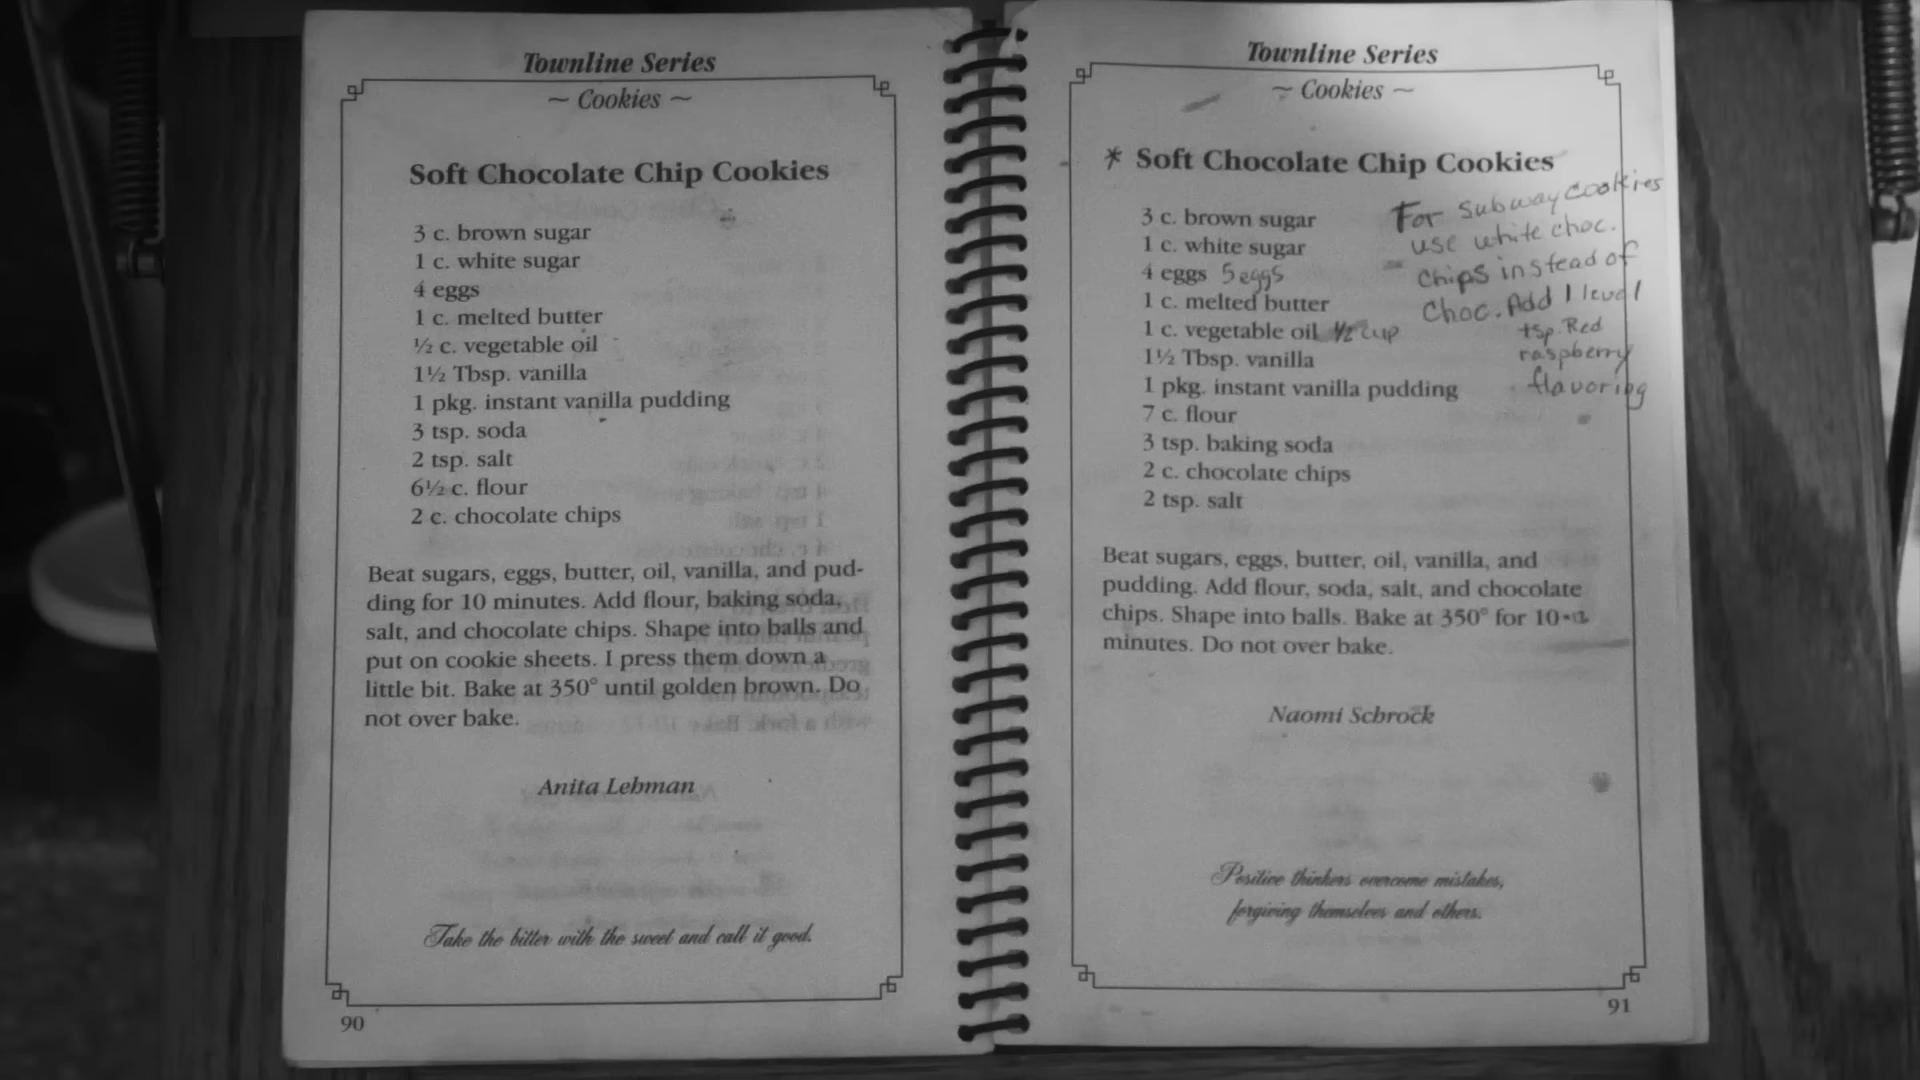 Townline Series
~ Cookies ~
Soft Chocolate Chip Cookies
3 c. brown sugar
1 c. white sugar
4 eggs
1 c. melted butter
½ c. vegetable oil
1½ Tbsp. vanilla
1 pkg. instant vanilla pudding
3 tsp. soda
2 tsp. salt
6½ c. flour
2 c. chocolate chips
Beat sugars, eggs, butter, oil, vanilla, and pud-
ding for 10 minutes. Add flour, baking soda,
salt, and chocolate chips. Shape into balls and
put on cookie sheets. I press them down a
little bit. Bake at 350° until golden brown. Do
not over bake.
Anita Lehman
Take the bitter with the sweet and call it good.
90
Townline Series
~ Cookies ~
* Soft Chocolate Chip Cookies
3 c. brown sugar
1 c. white sugar
4 eggs 5 eggs
1 c. melted butter
1 c. vegetable oil ½ cup
1½ Tbsp. vanilla
1 pkg. instant vanilla pudding
7 c. flour
3 tsp. baking soda
2 c. chocolate chips
2 tsp. salt
For subway cookies
use white choc.
chips instead of
choc. Add 1 level
tsp. Red
raspberry
flavoring
Beat sugars, eggs, butter, oil, vanilla, and
pudding. Add flour, soda, salt, and chocolate
chips. Shape into balls. Bake at 350° for 10
minutes. Do not over bake.
Naomi Schrock
Positive thinkers overcome mistakes,
forgiving themselves and others.
91